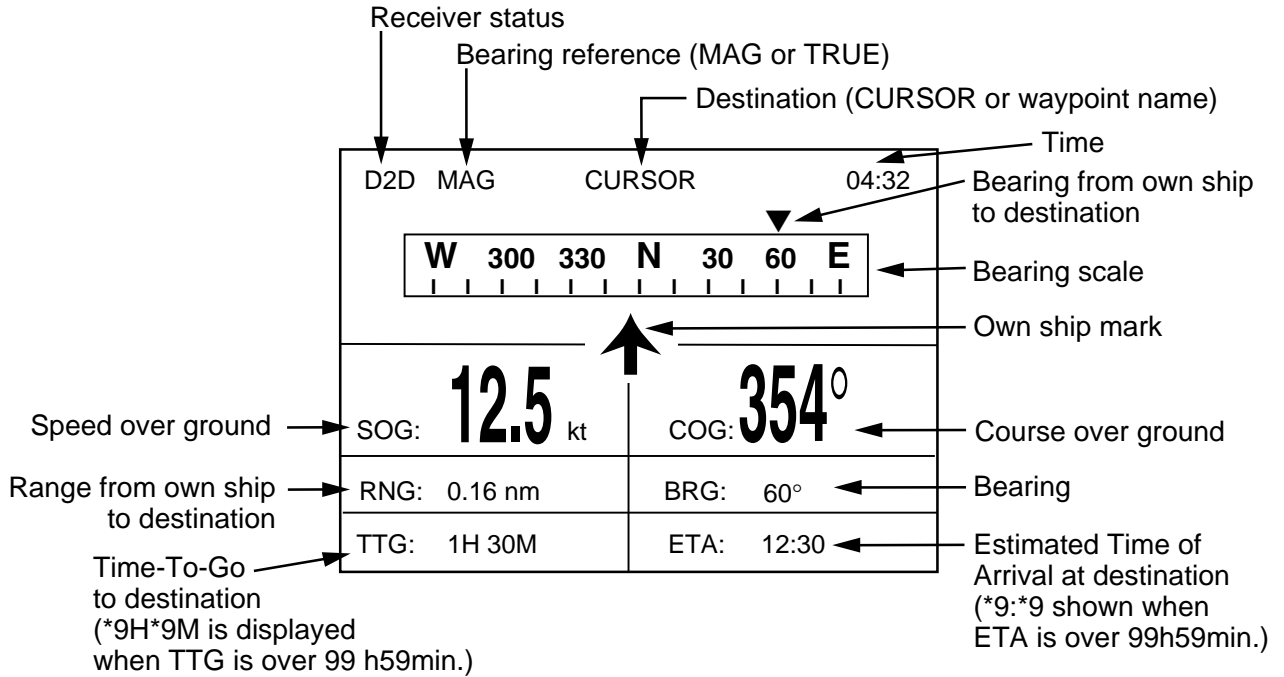 Receiver status
Bearing reference (MAG or TRUE)
Destination (CURSOR or waypoint name)
Time
D2D MAG CURSOR 04:32
Bearing from own ship
to destination
W 300 330 N 30 60 E
Bearing scale
Own ship mark
Speed over ground
SOG: 12.5 kt
COG: 354°
Course over ground
Range from own ship
to destination
RNG: 0.16 nm
BRG: 60°
Bearing
TTG: 1H 30M
ETA: 12:30
Time-To-Go
to destination
(*9H*9M is displayed
when TTG is over 99 h59min.)
Estimated Time of
Arrival at destination
(*9:*9 shown when
ETA is over 99h59min.)